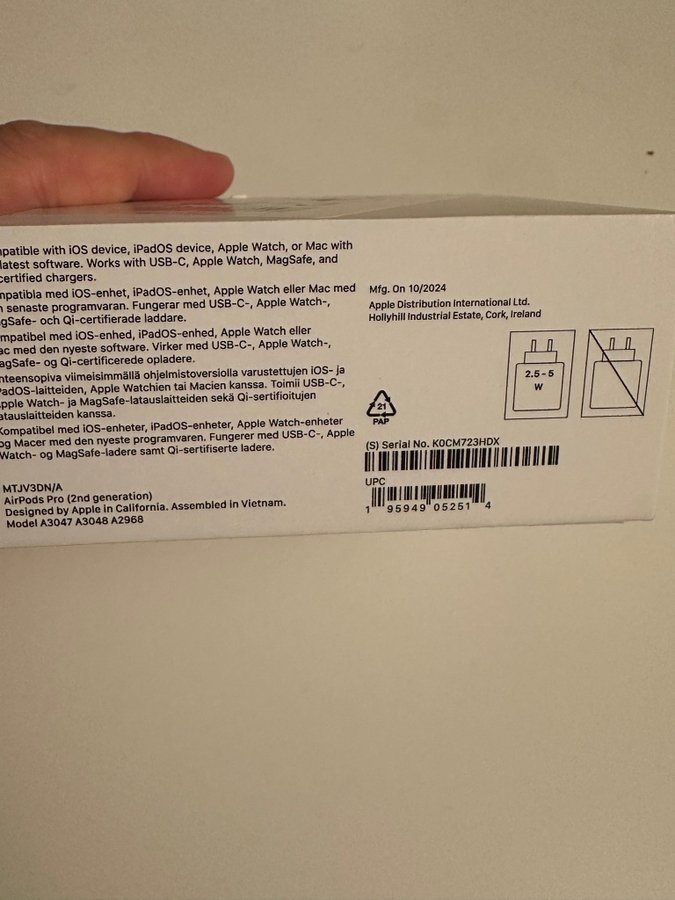 mpatible with iOS device, iPadOS device, Apple Watch, or Mac with
latest software. Works with USB-C, Apple Watch, MagSafe, and
certified chargers.
mpatibla med iOS-enhet, iPadOS-enhet, Apple Watch eller Mac med
n senaste programvaran. Fungerar med USB-C-, Apple Watch-,
agSafe- och Qi-certifierade laddare.
mpatibel med iOS-enhed, iPadOS-enhed, Apple Watch eller
ac med den nyeste software. Virker med USB-C-, Apple Watch-,
agSafe- og Qi-certificerede opladere.
hteensopiva viimeisimmällä ohjelmistoversiolla varustettujen iOS- ja
PadOS-laitteiden, Apple Watchien tai Macien kanssa. Toimii USB-C-,
pple Watch- ja MagSafe-latauslaitteiden sekä Qi-sertifioitujen
atauslaitteiden kanssa.
Kompatibel med iOS-enheter, iPadOS-enheter, Apple Watch-enheter
og Macer med den nyeste programvaren. Fungerer med USB-C-, Apple
Watch- og MagSafe-ladere samt Qi-sertifiserte ladere.
MTJV3DN/A
AirPods Pro (2nd generation)
Designed by Apple in California. Assembled in Vietnam.
Model A3047 A3048 A2968
Mfg. On 10/2024
Apple Distribution International Ltd.
Hollyhill Industrial Estate, Cork, Ireland
2.5 – 5
W
21
PAP
(S) Serial No. K0CM723HDX
UPC
1 95949 05251 4